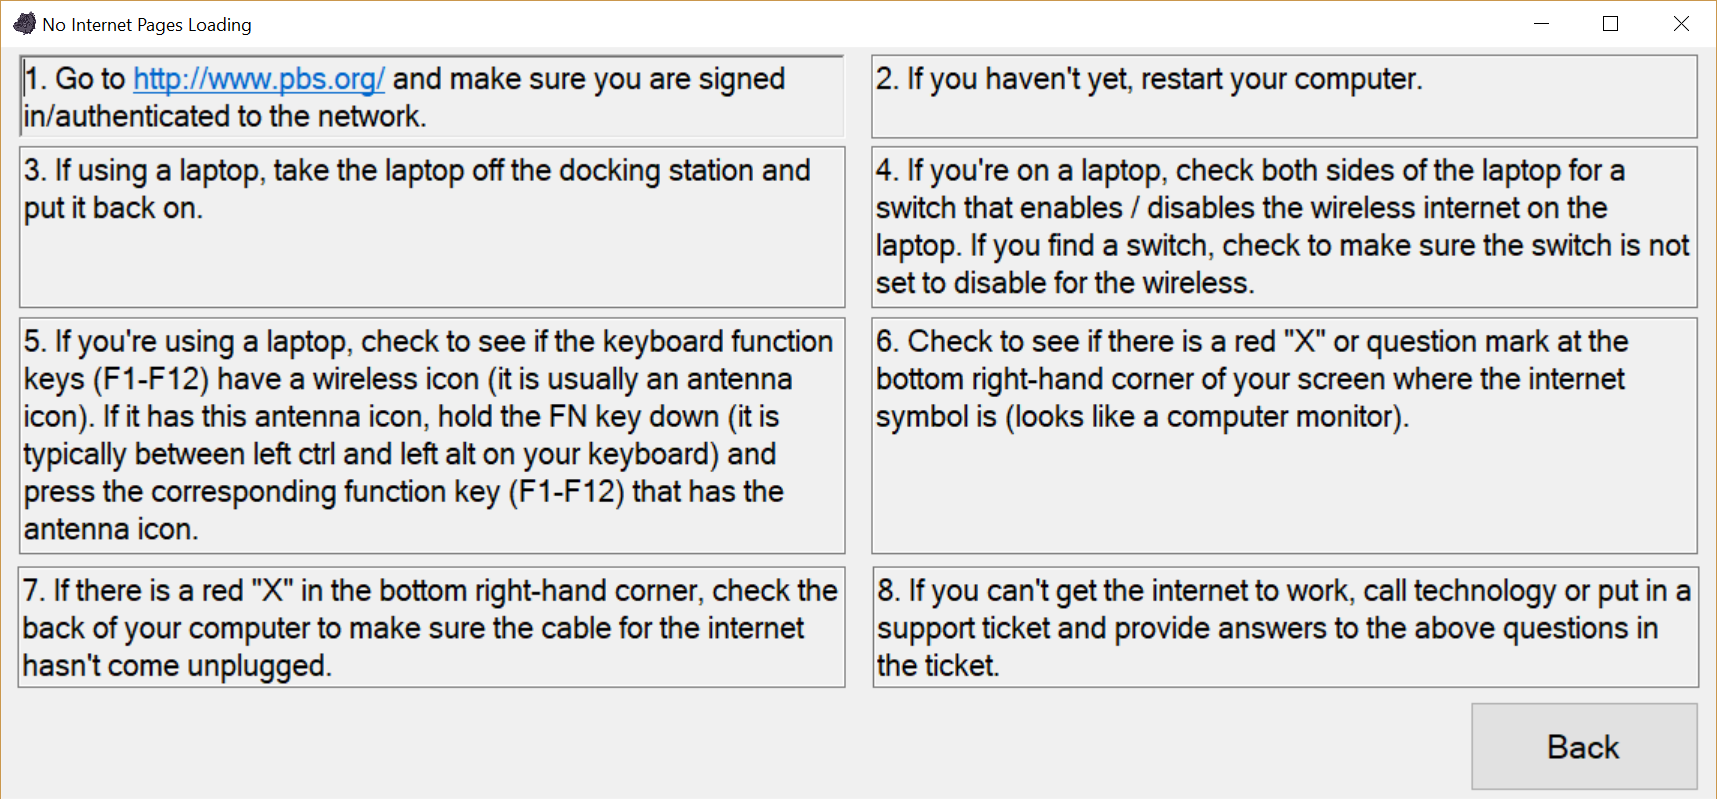 No Internet Pages Loading
1. Go to http://www.pbs.org/ and make sure you are signed
in/authenticated to the network.
2. If you haven't yet, restart your computer.
3. If using a laptop, take the laptop off the docking station and
put it back on.
4. If you're on a laptop, check both sides of the laptop for a
switch that enables / disables the wireless internet on the
laptop. If you find a switch, check to make sure the switch is not
set to disable for the wireless.
5. If you're using a laptop, check to see if the keyboard function
keys (F1-F12) have a wireless icon (it is usually an antenna
icon). If it has this antenna icon, hold the FN key down (it is
typically between left ctrl and left alt on your keyboard) and
press the corresponding function key (F1-F12) that has the
antenna icon.
6. Check to see if there is a red "X" or question mark at the
bottom right-hand corner of your screen where the internet
symbol is (looks like a computer monitor).
7. If there is a red "X" in the bottom right-hand corner, check the
back of your computer to make sure the cable for the internet
hasn't come unplugged.
8. If you can't get the internet to work, call technology or put in a
support ticket and provide answers to the above questions in
the ticket.
Back